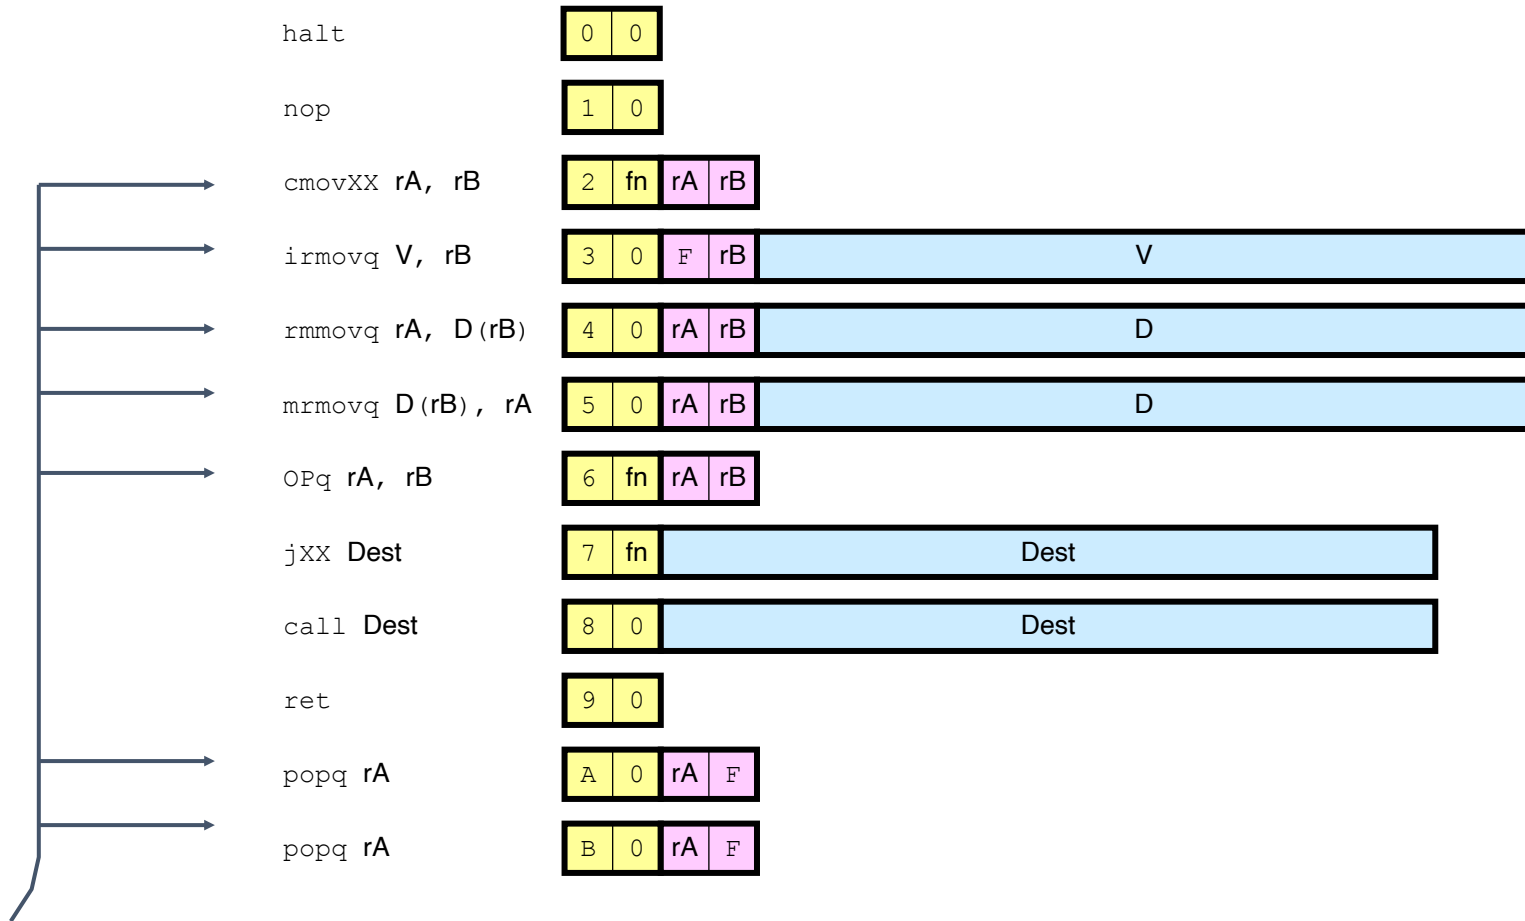 halt 0 0
nop 1 0
cmovXX rA, rB 2 fn rA rB
irmovq V, rB 3 0 F rB V
rmmovq rA, D(rB) 4 0 rA rB D
mrmovq D(rB), rA 5 0 rA rB D
OPq rA, rB 6 fn rA rB
jXX Dest 7 fn Dest
call Dest 8 0 Dest
ret 9 0
popq rA A 0 rA F
popq rA B 0 rA F